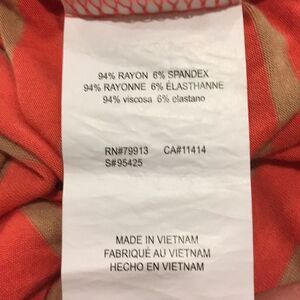 94% RAYON 6% SPANDEX
94% RAYONNE 6% ÉLASTHANNE
94% viscosa 6% elastano
RN#79913 CA#11414
S#95425
MADE IN VIETNAM
FABRIQUÉ AU VIETNAM
HECHO EN VIETNAM